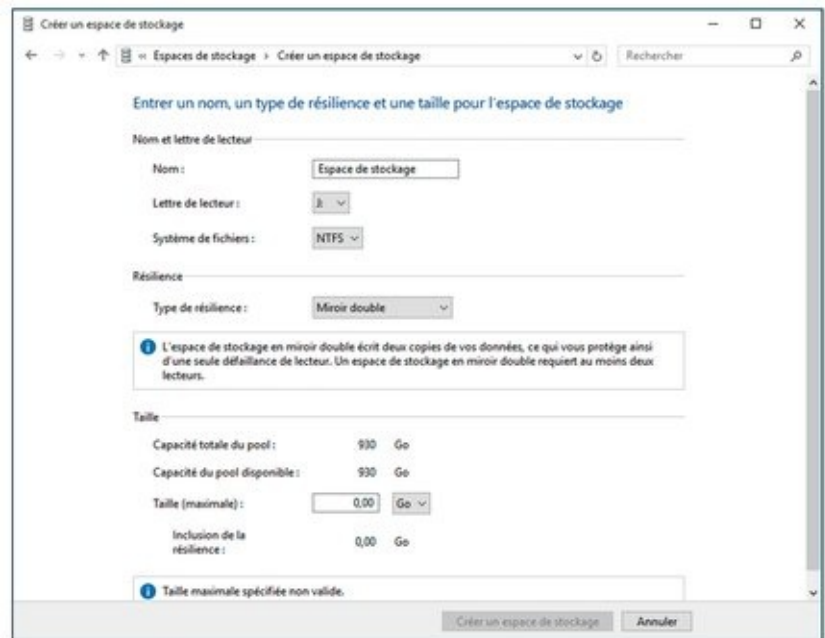 Créer un espace de stockage
« Espaces de stockage › Créer un espace de stockage
Rechercher
Entrer un nom, un type de résilience et une taille pour l'espace de stockage
Nom et lettre de lecteur
Nom : Espace de stockage
Lettre de lecteur :
Système de fichiers : NTFS
Résilience
Type de résilience : Miroir double
L'espace de stockage en miroir double écrit deux copies de vos données, ce qui vous protège ainsi
d'une seule défaillance de lecteur. Un espace de stockage en miroir double requiert au moins deux
lecteurs.
Taille
Capacité totale du pool : 930 Go
Capacité du pool disponible : 930 Go
Taille (maximale) : 0,00 Go
Inclusion de la
résilience : 0,00 Go
Taille maximale spécifiée non valide.
Créer un espace de stockage Annuler